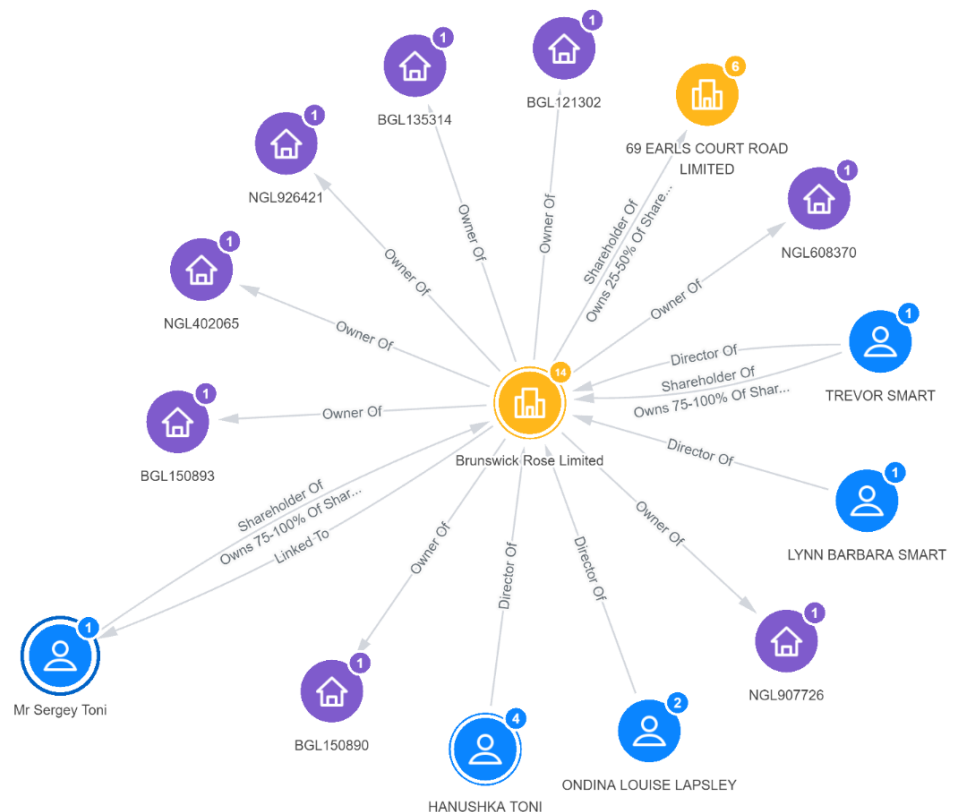 1
BGL135314
1
BGL121302
6
69 EARLS COURT ROAD
LIMITED
1
NGL926421
1
NGL608370
1
NGL402065
Owner Of
Owner Of
Owner Of
Owner Of
Shareholder Of
Owns 25-50% Of Share...
Owner Of
1
TREVOR SMART
Director Of
Shareholder Of
Owns 75-100% Of Shar...
1
BGL150893
Owner Of
14
Brunswick Rose Limited
Director Of
1
LYNN BARBARA SMART
Shareholder Of
Owns 75-100% Of Shar...
Linked To
Owner Of
Director Of
Director Of
Owner Of
1
Mr Sergey Toni
1
BGL150890
4
HANUSHKA TONI
2
ONDINA LOUISE LAPSLEY
1
NGL907726